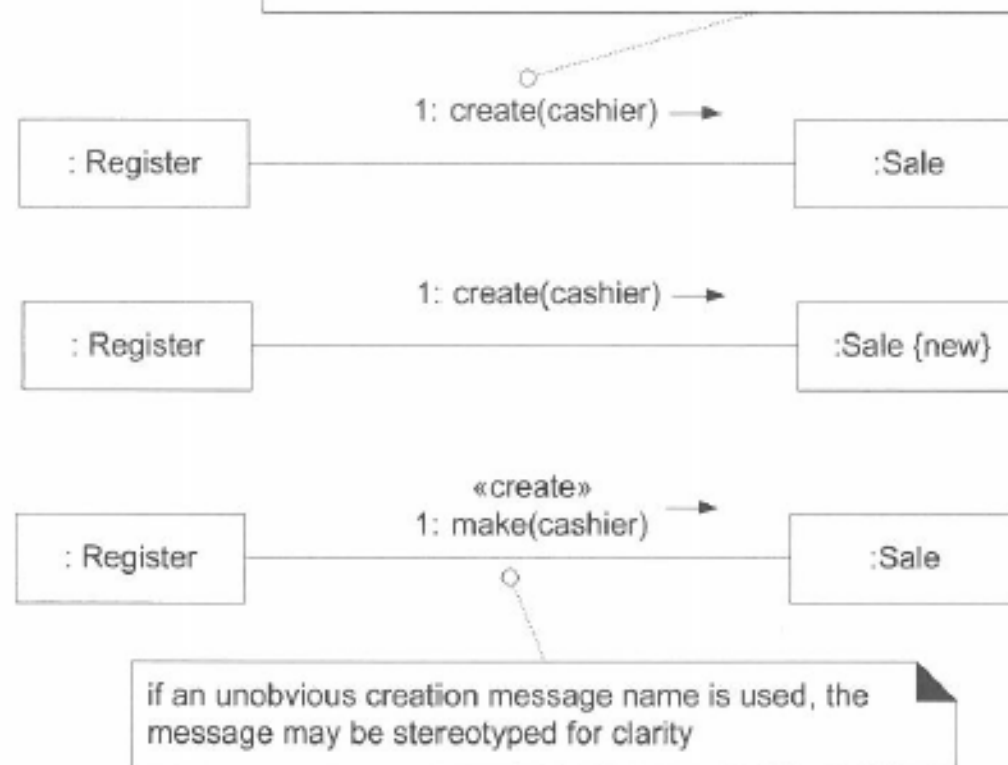 1: create(cashier)
: Register
:Sale
1: create(cashier)
: Register
:Sale {new}
«create»
1: make(cashier)
: Register
:Sale
if an unobvious creation message name is used, the
message may be stereotyped for clarity